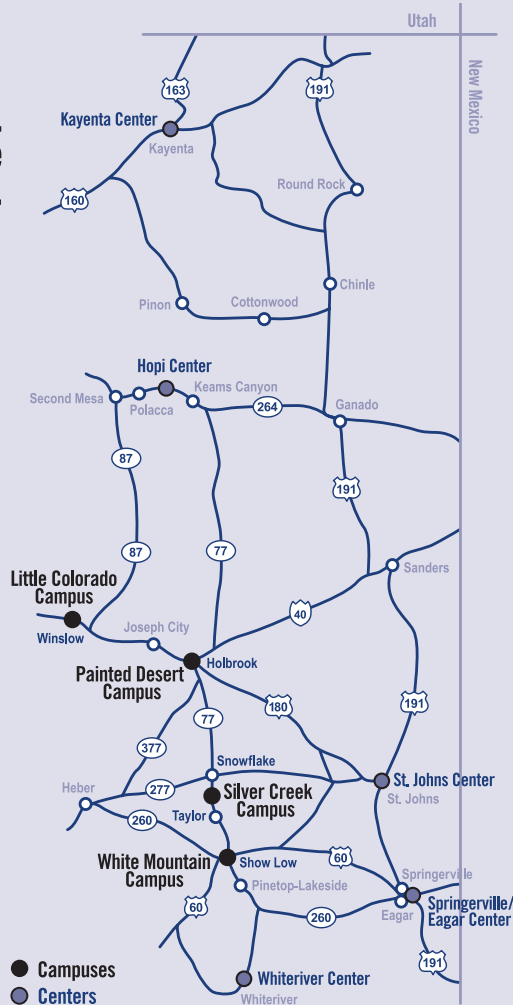 Utah
New Mexico
163
191
Kayenta Center
Kayenta
Round Rock
160
Chinle
Pinon
Cottonwood
Hopi Center
Keams Canyon
Second Mesa
Polacca
264
Ganado
87
191
87
77
Sanders
Little Colorado
Campus
40
Winslow
Joseph City
Painted Desert
Campus
Holbrook
180
191
77
377
Snowflake
Heber
277
Silver Creek
Campus
St. Johns Center
St. Johns
260
Taylor
White Mountain
Campus
Show Low
60
Pinetop-Lakeside
Springerville
60
260
Eagar
Springerville/
Eagar Center
191
Campuses
Centers
Whiteriver Center
Whiteriver